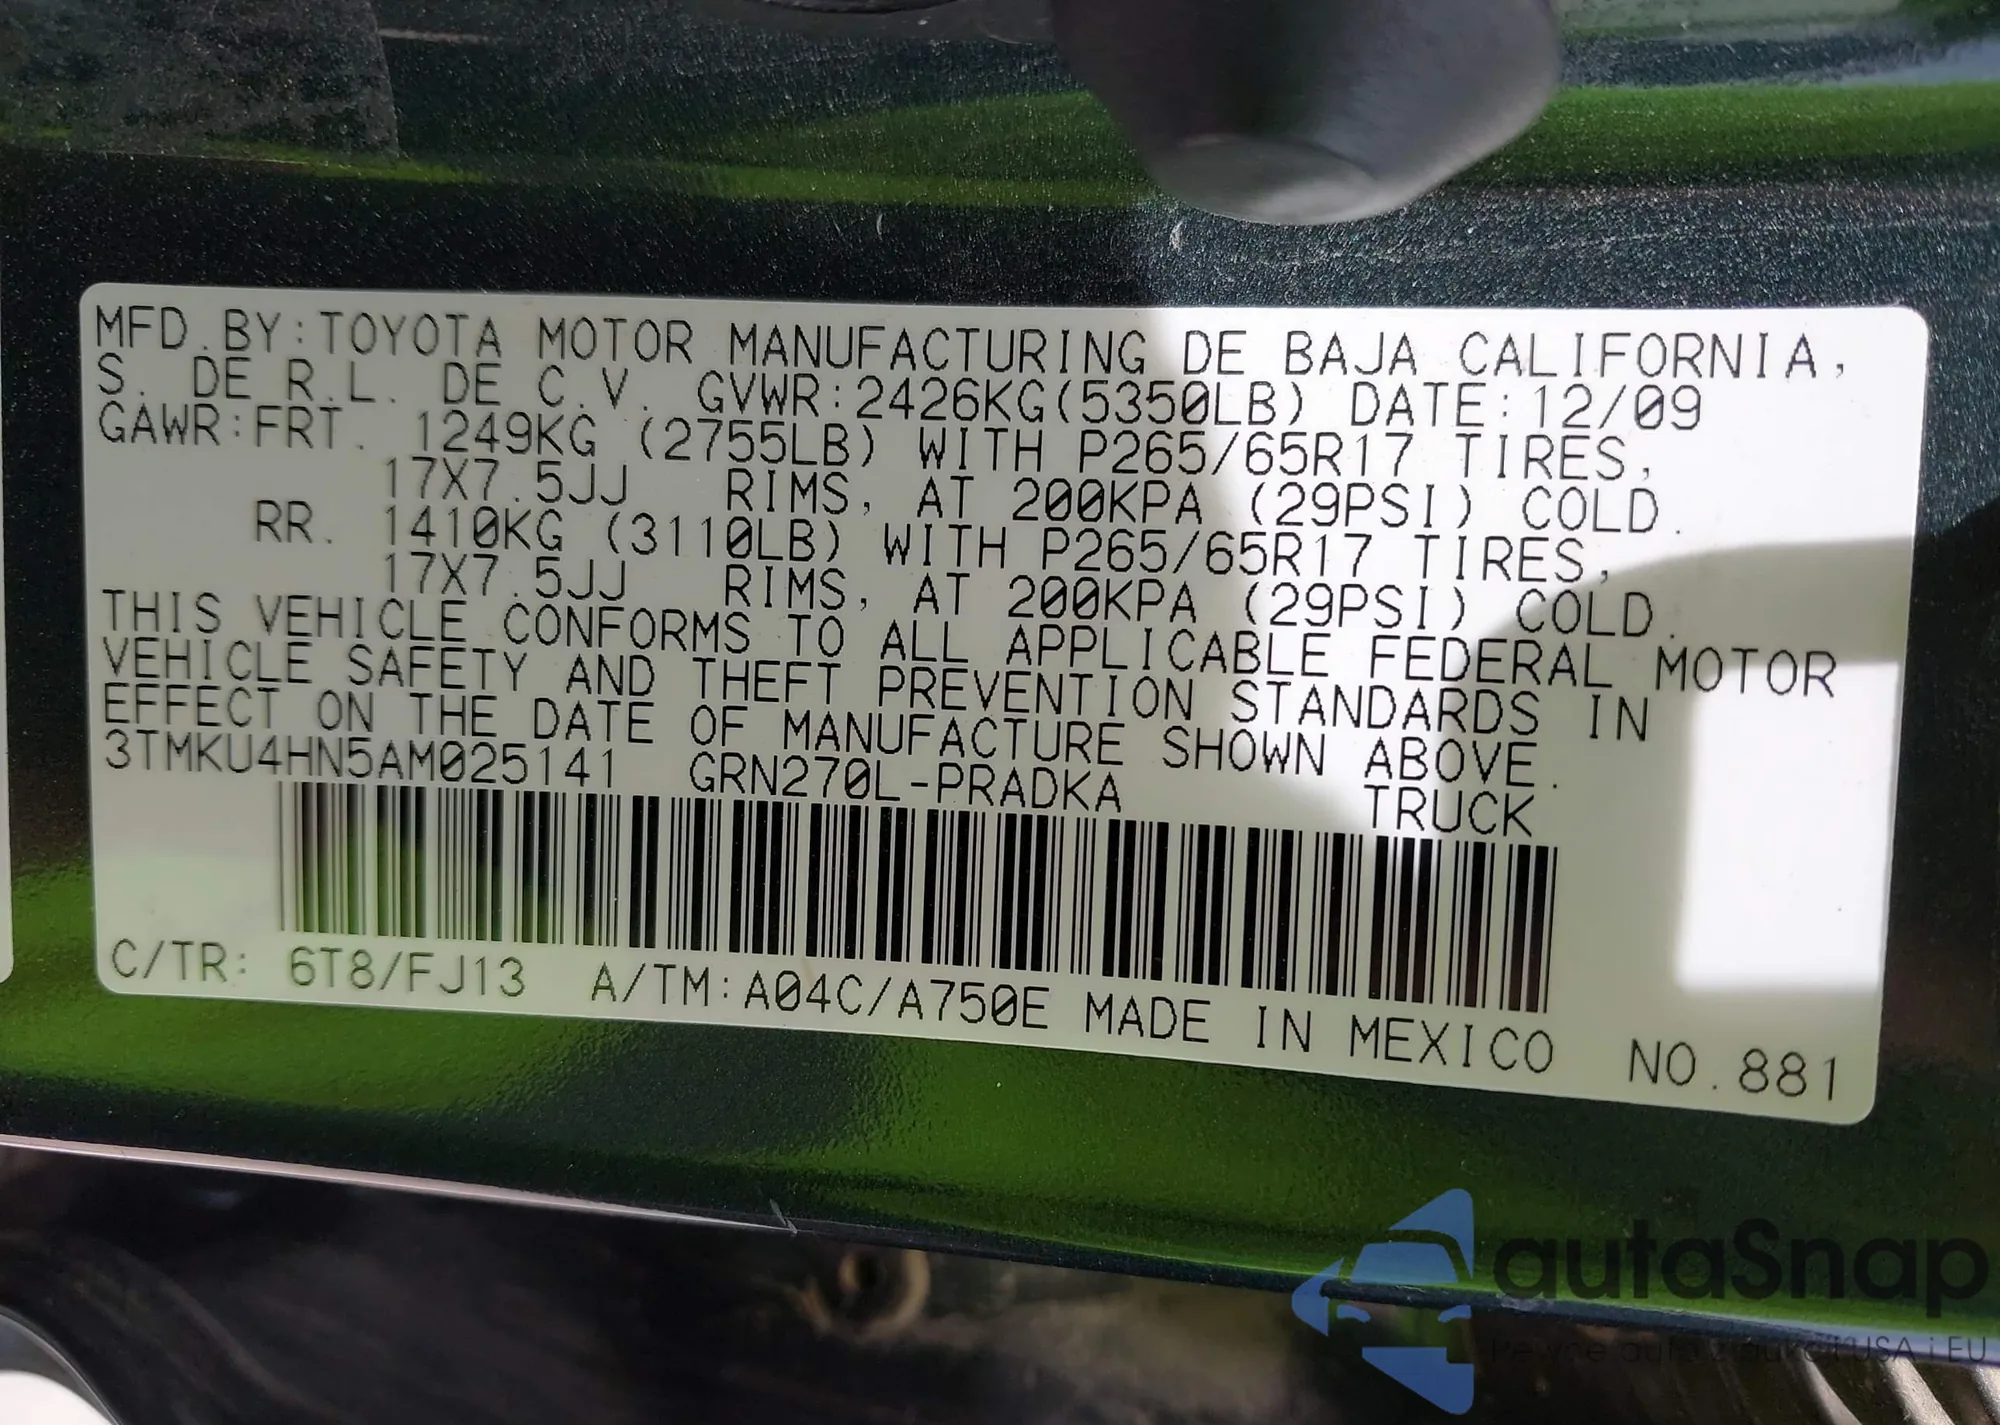 MFD.BY:TOYOTA MOTOR MANUFACTURING DE BAJA CALIFORNIA,
S. DE R.L. DE C.V. GVWR:2426KG(5350LB) DATE:12/09
GAWR:FRT. 1249KG (2755LB) WITH P265/65R17 TIRES,
17X7.5JJ RIMS, AT 200KPA (29PSI) COLD.
RR. 1410KG (3110LB) WITH P265/65R17 TIRES,
17X7.5JJ RIMS, AT 200KPA (29PSI) COLD.
THIS VEHICLE CONFORMS TO ALL APPLICABLE FEDERAL MOTOR
VEHICLE SAFETY AND THEFT PREVENTION STANDARDS IN
EFFECT ON THE DATE OF MANUFACTURE SHOWN ABOVE.
3TMKU4HN5AM025141 GRN270L-PRADKA TRUCK
C/TR: 6T8/FJ13 A/TM:A04C/A750E MADE IN MEXICO NO.881
autaSnap
USA i EU